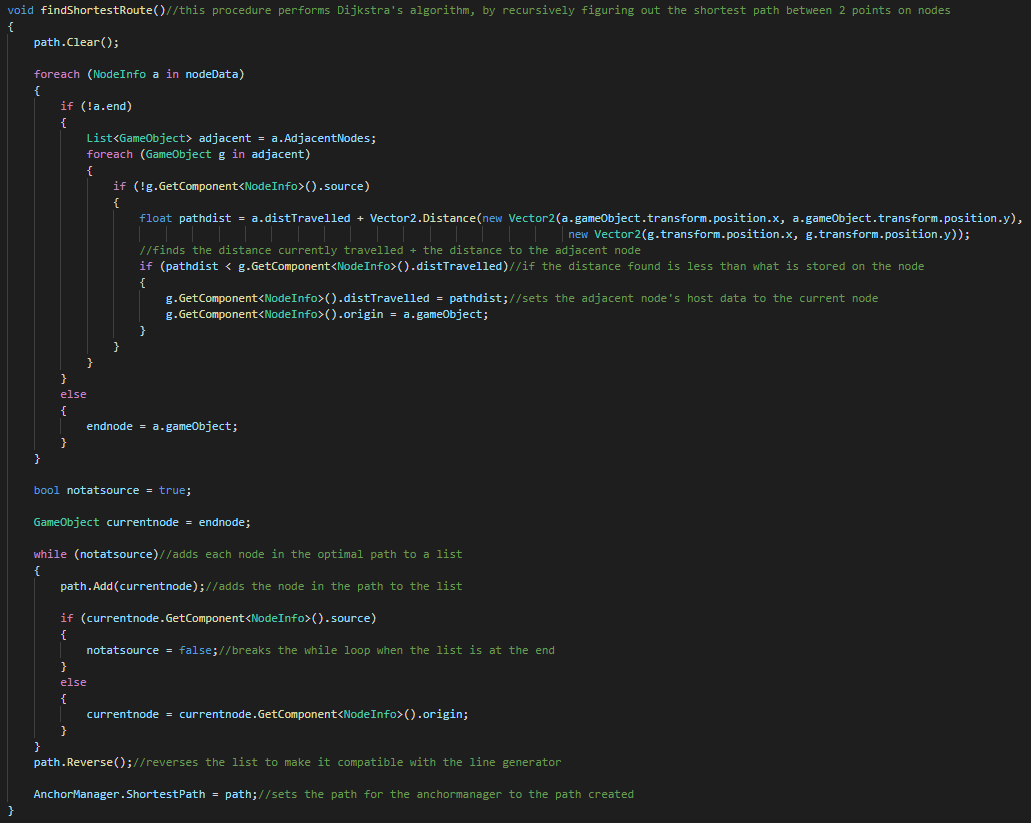 void findShortestRoute()//this procedure performs Dijkstra's algorithm, by recursively figuring out the shortest path between 2 points on nodes
{
    path.Clear();

    foreach (NodeInfo a in nodeData)
    {
        if (!a.end)
        {
            List<GameObject> adjacent = a.AdjacentNodes;
            foreach (GameObject g in adjacent)
            {
                if (!g.GetComponent<NodeInfo>().source)
                {
                    float pathdist = a.distTravelled + Vector2.Distance(new Vector2(a.gameObject.transform.position.x, a.gameObject.transform.position.y),
                                                                        new Vector2(g.transform.position.x, g.transform.position.y));
                    //finds the distance currently travelled + the distance to the adjacent node
                    if (pathdist < g.GetComponent<NodeInfo>().distTravelled)//if the distance found is less than what is stored on the node
                    {
                        g.GetComponent<NodeInfo>().distTravelled = pathdist;//sets the adjacent node's host data to the current node
                        g.GetComponent<NodeInfo>().origin = a.gameObject;
                    }
                }
            }
        }
        else
        {
            endnode = a.gameObject;
        }
    }

    bool notatsource = true;

    GameObject currentnode = endnode;

    while (notatsource)//adds each node in the optimal path to a list
    {
        path.Add(currentnode);//adds the node in the path to the list

        if (currentnode.GetComponent<NodeInfo>().source)
        {
            notatsource = false;//breaks the while loop when the list is at the end
        }
        else
        {
            currentnode = currentnode.GetComponent<NodeInfo>().origin;
        }
    }
    path.Reverse();//reverses the list to make it compatible with the line generator

    AnchorManager.ShortestPath = path;//sets the path for the anchormanager to the path created
}